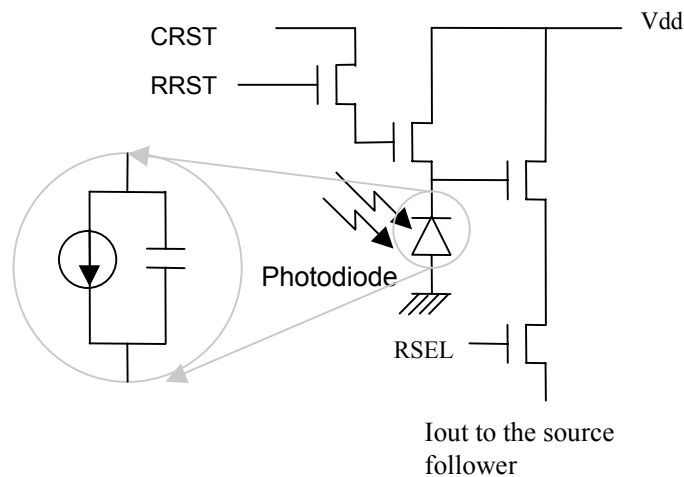 Vdd
CRST
RRST
Photodiode
RSEL
Iout to the source
follower